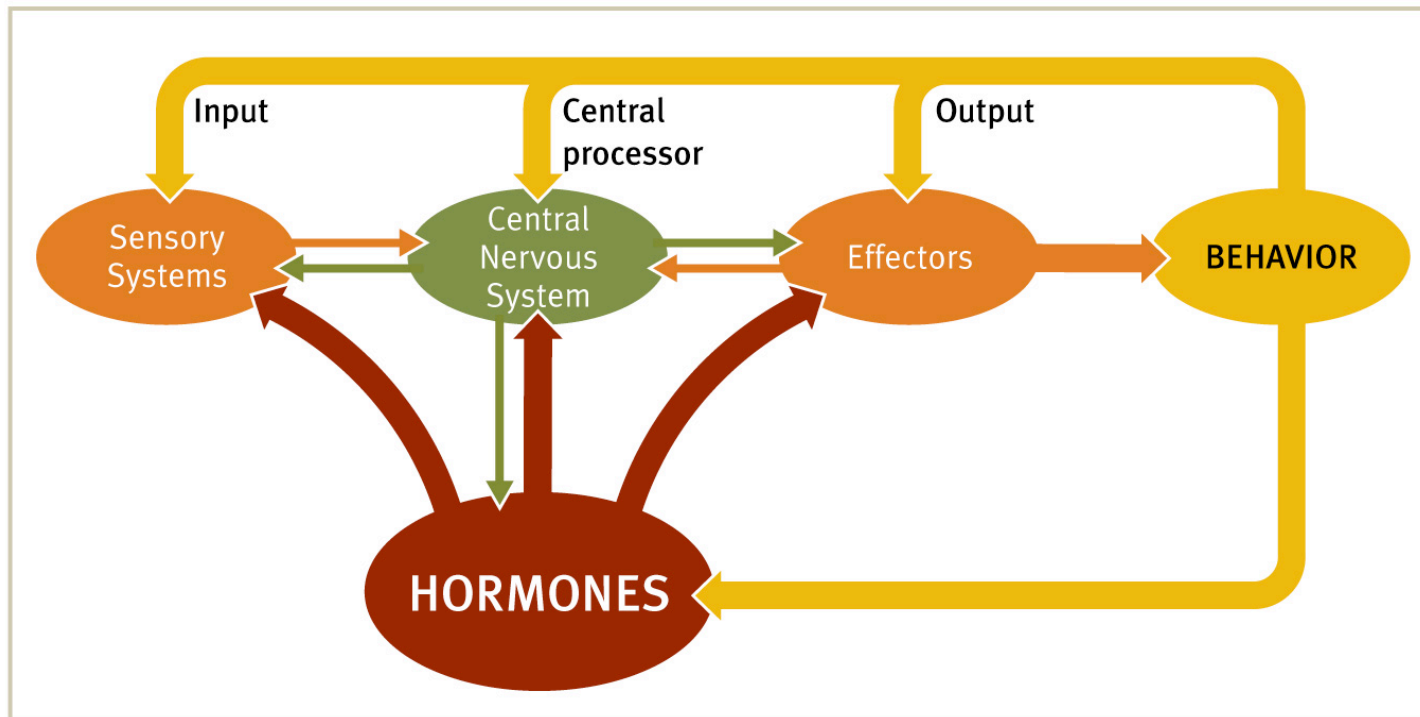 Input
Central
processor
Output
Sensory
Systems
Central
Nervous
System
Effectors
BEHAVIOR
HORMONES